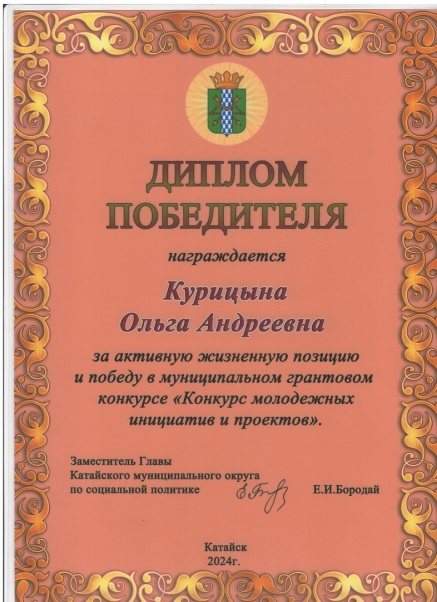 ДИПЛОМ
ПОБЕДИТЕЛЯ
награждается
Курицына
Ольга Андреевна
за активную жизненную позицию
и победу в муниципальном грантовом
конкурсе «Конкурс молодежных
инициатив и проектов».
Заместитель Главы
Катайского муниципального округа
по социальной политике Е.И.Бородай
Катайск
2024г.